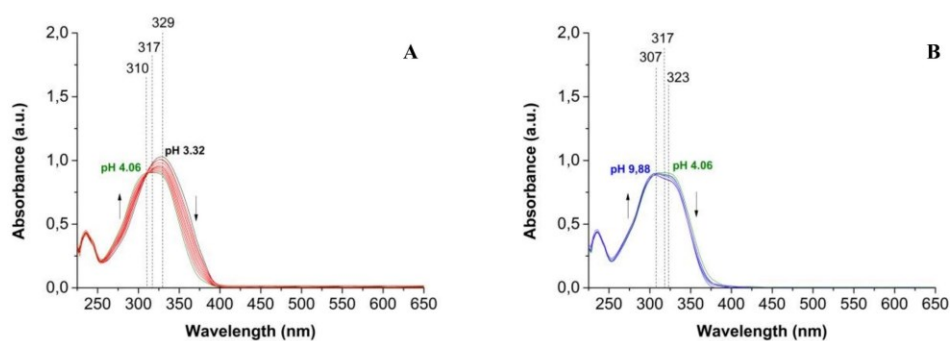 329
317
310
A
2,0
1,5
1,0
0,5
0,0
Absorbance (a.u.)
pH 4.06
pH 3.32
250 300 350 400 450 500 550 600 650
Wavelength (nm)
317
307
323
B
2,0
1,5
1,0
0,5
0,0
Absorbance (a.u.)
pH 9,88
pH 4.06
250 300 350 400 450 500 550 600 650
Wavelength (nm)